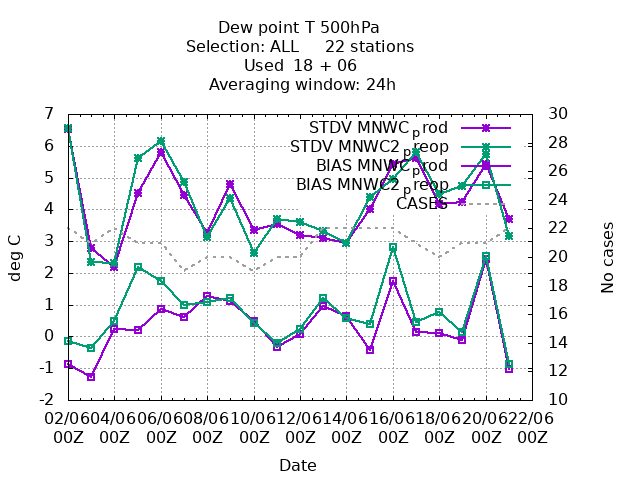 Dew point T 500hPa
Selection: ALL     22 stations
Used  18 + 06
Averaging window: 24h
7
6
5
4
3
2
1
0
-1
-2
deg C
30
28
26
24
22
20
18
16
14
12
10
No cases
STDV MNWCprod
STDV MNWC2preop
BIAS MNWCprod
BIAS MNWC2preop
CASES
02/06 04/06 06/06 08/06 10/06 12/06 14/06 16/06 18/06 20/06 22/06
00Z 00Z 00Z 00Z 00Z 00Z 00Z 00Z 00Z 00Z 00Z
Date